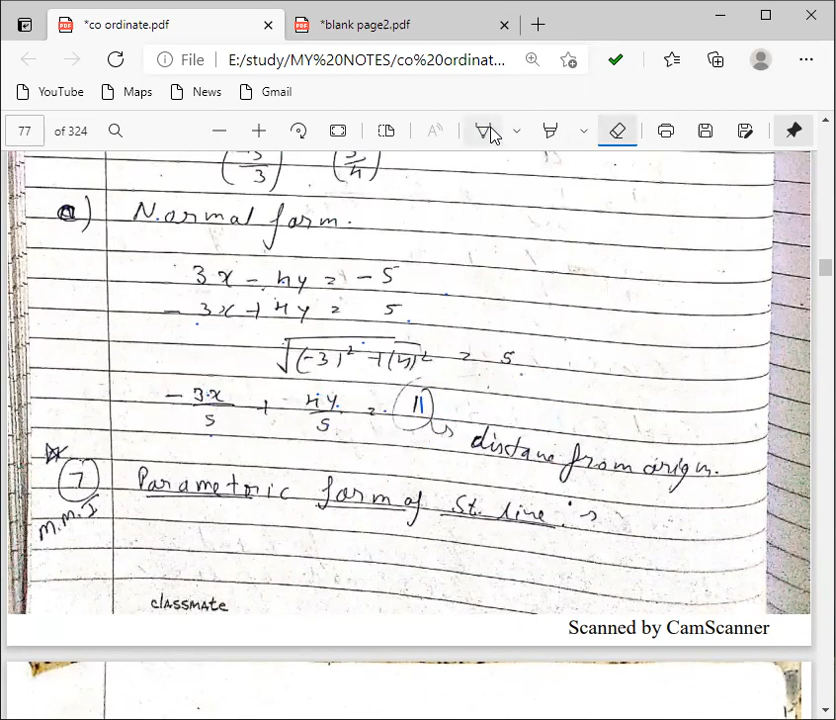 *co ordinate.pdf
*blank page2.pdf
File
E:/study/MY%20NOTES/co%20ordinat...
YouTube
Maps
News
Gmail
77 of 324
a) Normal form.
3x - 4y = -5
- 3x + 4y = 5
√(-3)² + (4)² = 5
-3x/5 + 4y/5 = 1
distane from origin.
7 Parametric form of St. line :→
M.M.I
classmate
Scanned by CamScanner